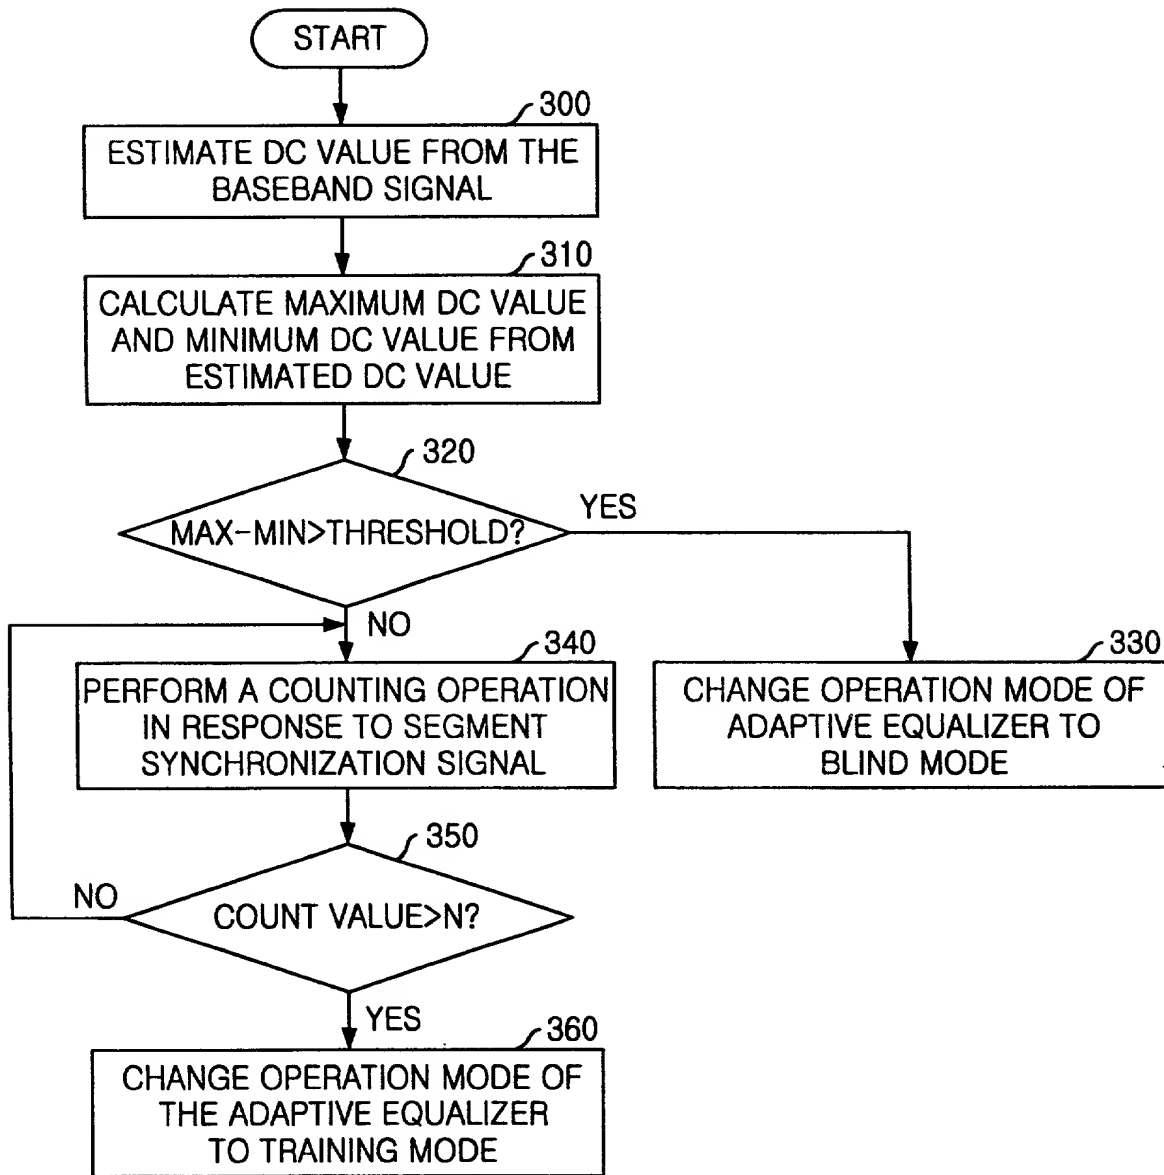 START
300
ESTIMATE DC VALUE FROM THE
BASEBAND SIGNAL
310
CALCULATE MAXIMUM DC VALUE
AND MINIMUM DC VALUE FROM
ESTIMATED DC VALUE
320
MAX-MIN>THRESHOLD?
YES
NO
340
PERFORM A COUNTING OPERATION
IN RESPONSE TO SEGMENT
SYNCHRONIZATION SIGNAL
330
CHANGE OPERATION MODE OF
ADAPTIVE EQUALIZER TO
BLIND MODE
350
NO
COUNT VALUE>N?
YES
360
CHANGE OPERATION MODE OF
THE ADAPTIVE EQUALIZER
TO TRAINING MODE